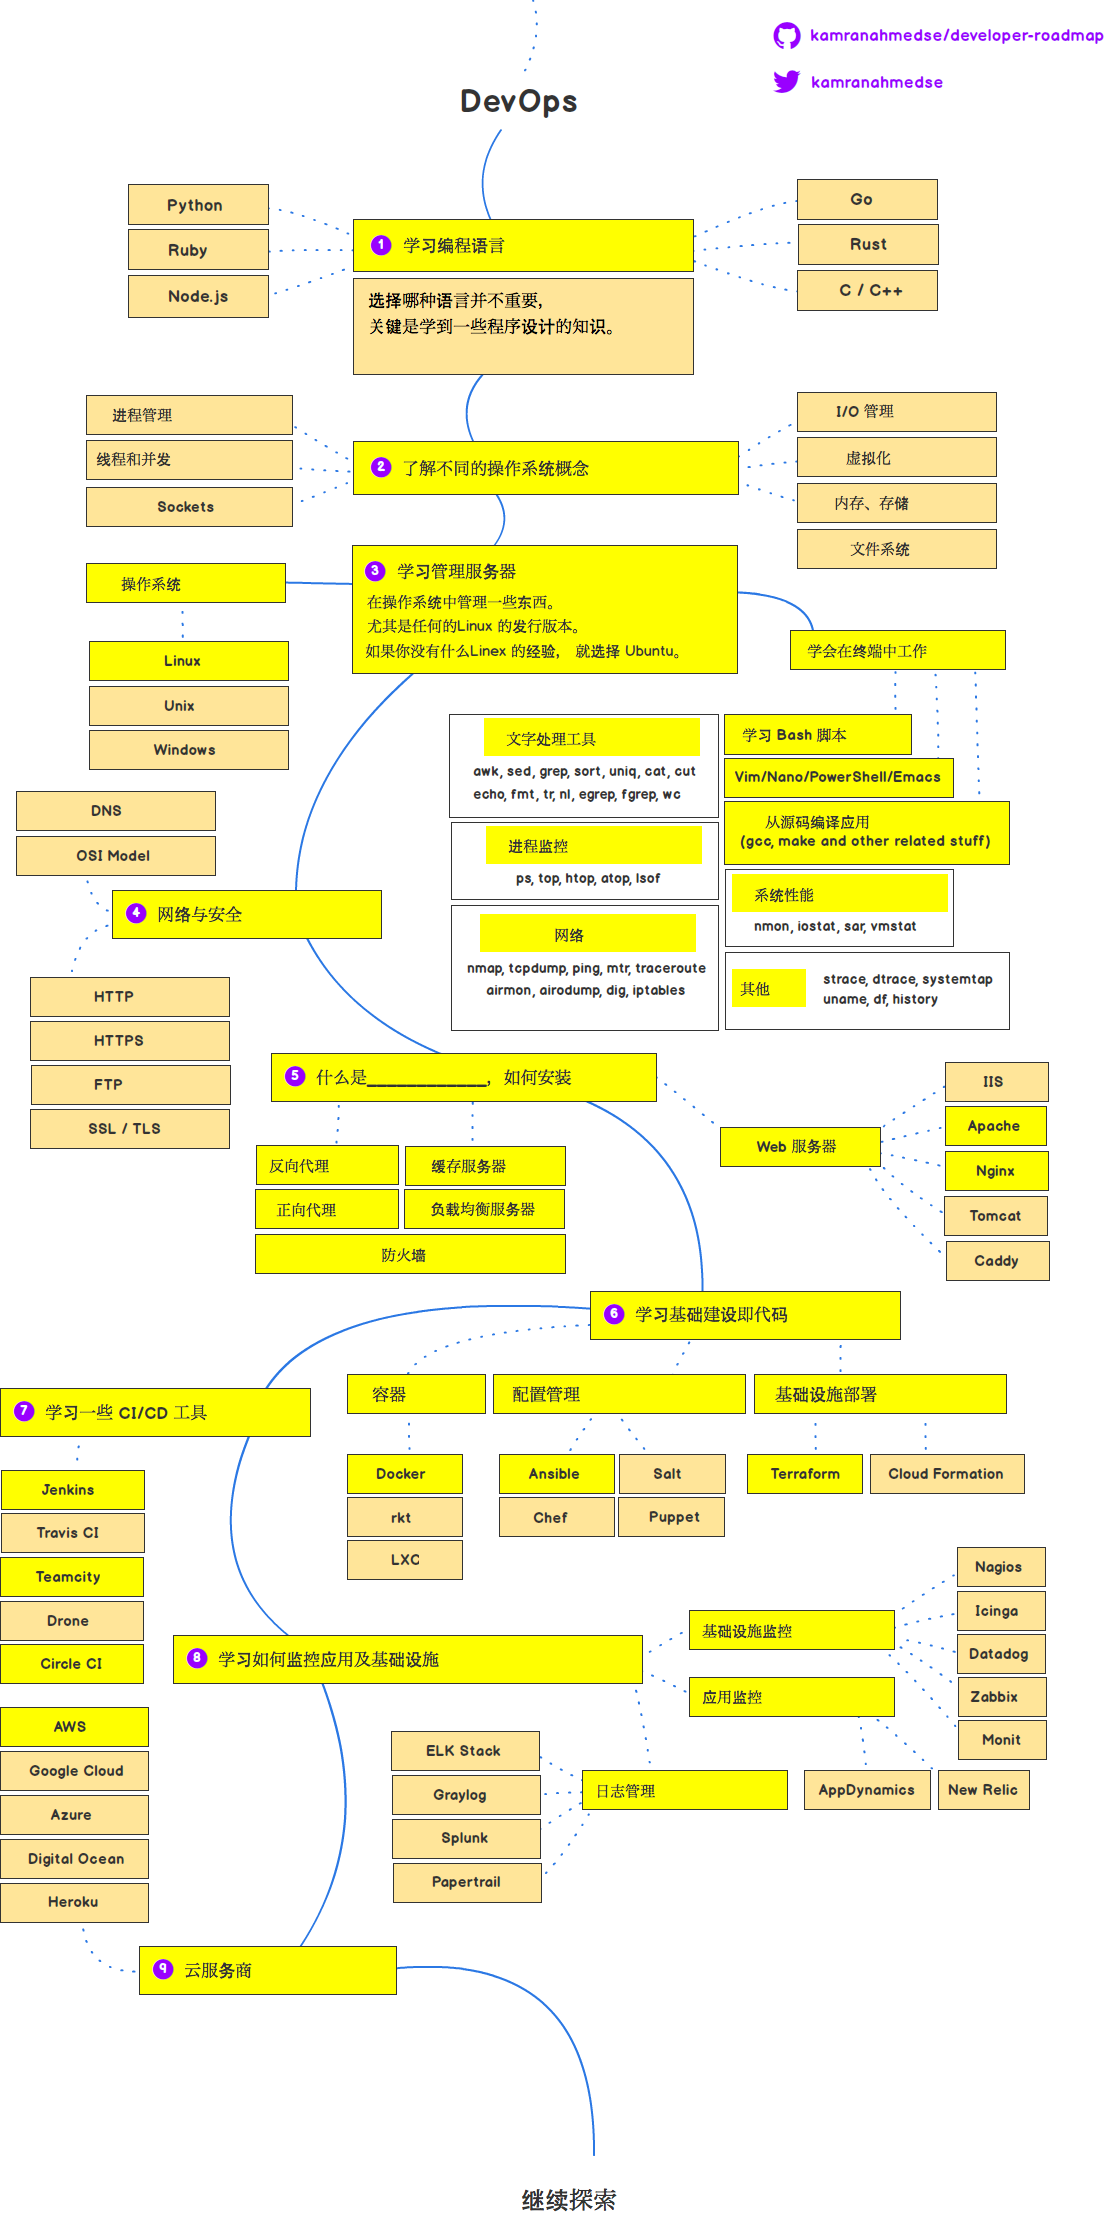 kamranahmedse/developer-roadmap
kamranahmedse
DevOps
Python
Ruby
Node.js
1 学习编程语言
选择哪种语言并不重要,
关键是学到一些程序设计的知识。
Go
Rust
C / C++
进程管理
线程和并发
Sockets
2 了解不同的操作系统概念
I/O 管理
虚拟化
内存、存储
文件系统
操作系统
Linux
Unix
Windows
3 学习管理服务器
在操作系统中管理一些东西。
尤其是任何的Linux 的发行版本。
如果你没有什么Linex 的经验, 就选择 Ubuntu。
学会在终端中工作
文字处理工具
awk, sed, grep, sort, uniq, cat, cut
echo, fmt, tr, nl, egrep, fgrep, wc
进程监控
ps, top, htop, atop, lsof
网络
nmap, tcpdump, ping, mtr, traceroute
airmon, airodump, dig, iptables
学习 Bash 脚本
Vim/Nano/PowerShell/Emacs
从源码编译应用
(gcc, make and other related stuff)
系统性能
nmon, iostat, sar, vmstat
其他
strace, dtrace, systemtap
uname, df, history
DNS
OSI Model
4 网络与安全
HTTP
HTTPS
FTP
SSL / TLS
5 什么是____________, 如何安装
反向代理
缓存服务器
正向代理
负载均衡服务器
防火墙
Web 服务器
IIS
Apache
Nginx
Tomcat
Caddy
6 学习基础建设即代码
容器
配置管理
基础设施部署
Docker
rkt
LXC
Ansible
Salt
Chef
Puppet
Terraform
Cloud Formation
7 学习一些 CI/CD 工具
Jenkins
Travis CI
Teamcity
Drone
Circle CI
8 学习如何监控应用及基础设施
基础设施监控
应用监控
Nagios
Icinga
Datadog
Zabbix
Monit
AppDynamics
New Relic
日志管理
ELK Stack
Graylog
Splunk
Papertrail
AWS
Google Cloud
Azure
Digital Ocean
Heroku
9 云服务商
继续探索